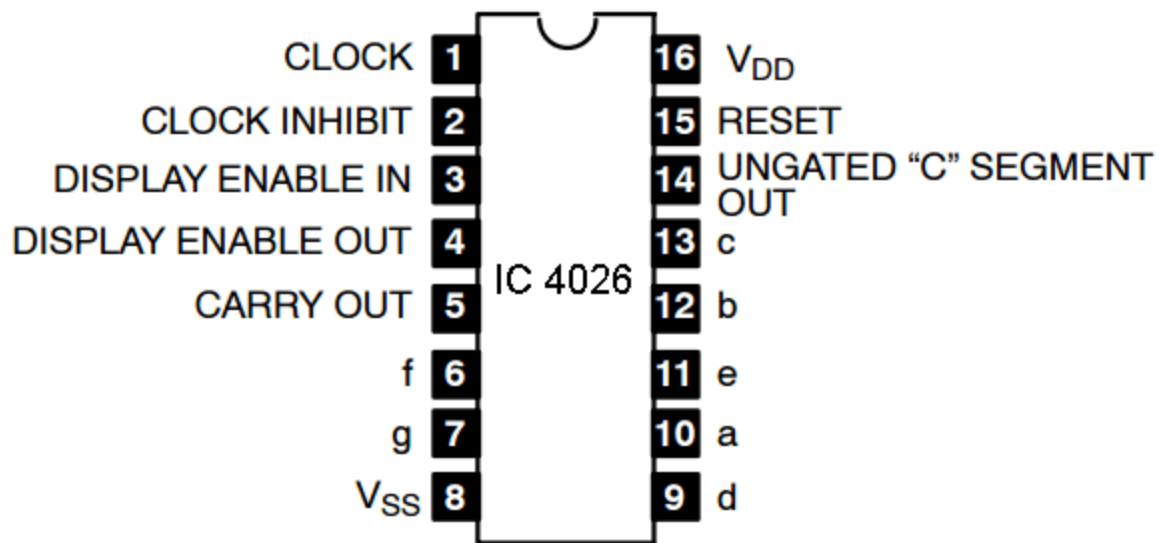 CLOCK 1 16 VDD
CLOCK INHIBIT 2 15 RESET
DISPLAY ENABLE IN 3 14 UNGATED “C” SEGMENT
OUT
DISPLAY ENABLE OUT 4 13 c
IC 4026
CARRY OUT 5 12 b
f 6 11 e
g 7 10 a
VSS 8 9 d